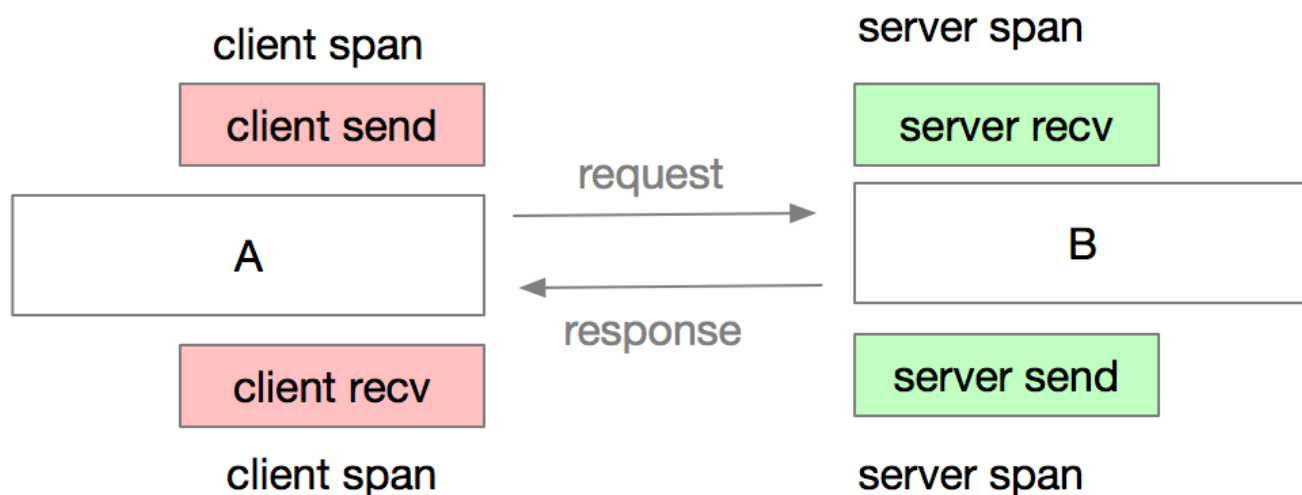 client span
server span
client send
server recv
request
A
B
response
client recv
server send
client span
server span